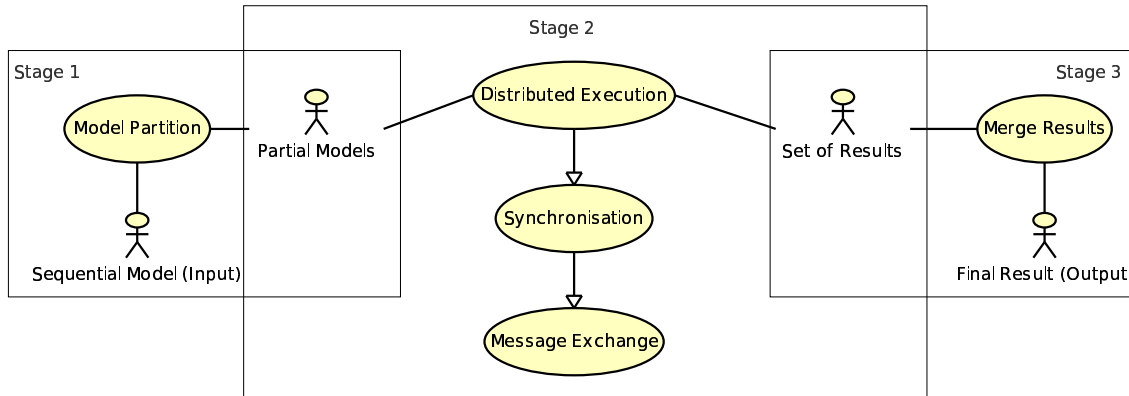 Stage 2
Stage 1
Stage 3
Distributed Execution
Model Partition
Merge Results
Partial Models
Set of Results
Synchronisation
Sequential Model (Input)
Final Result (Output
Message Exchange